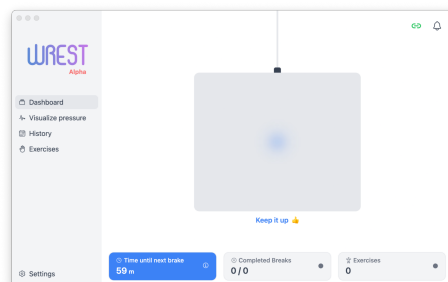 WREST
Alpha
Dashboard
Visualize pressure
History
Exercises
Settings
Keep it up 👍
Time until next brake
59 m
Completed Breaks
0 / 0
Exercises
0